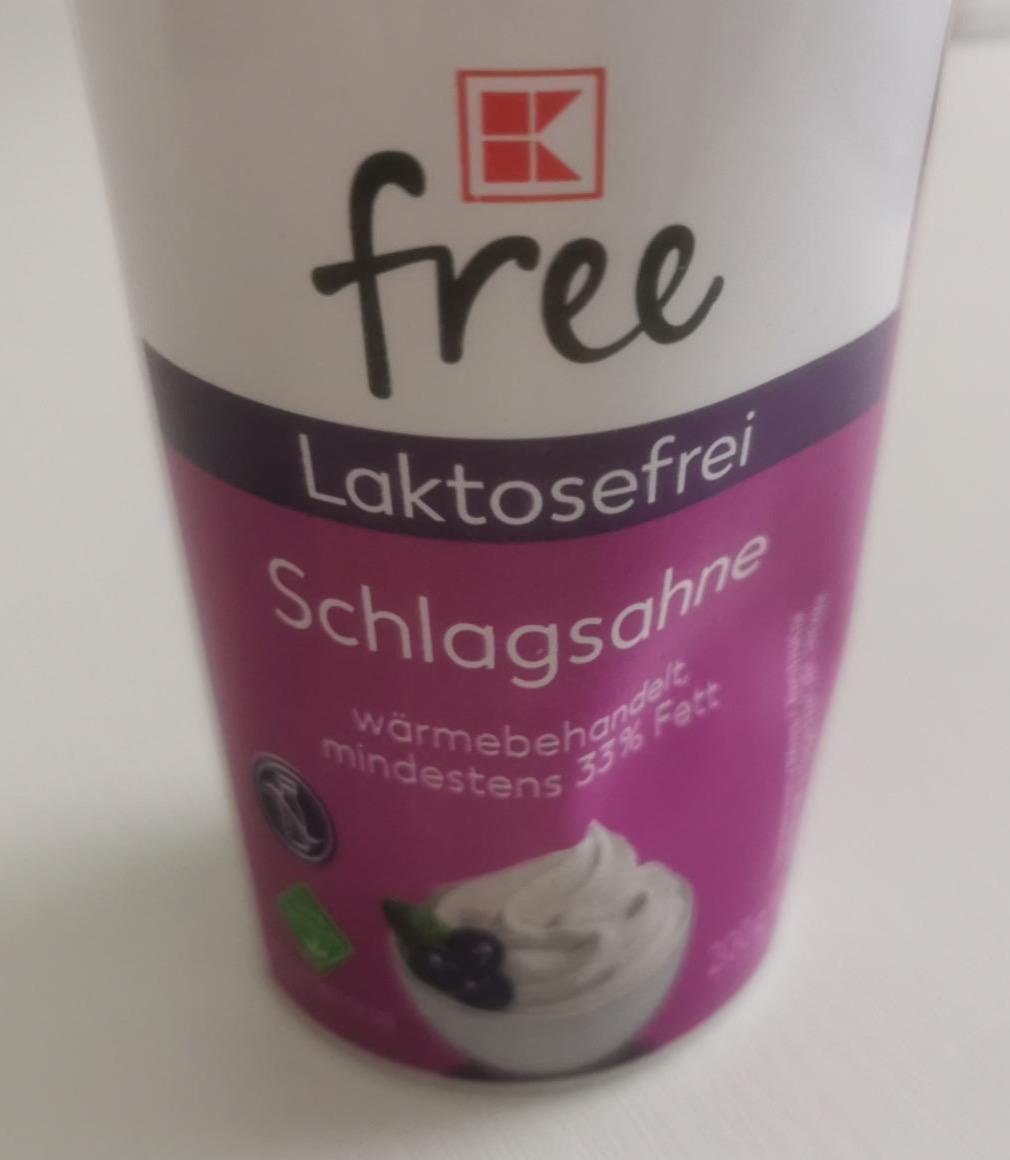 K
free
Laktosefrei
Schlagsahne
wärmebehandelt,
mindestens 33% Fett